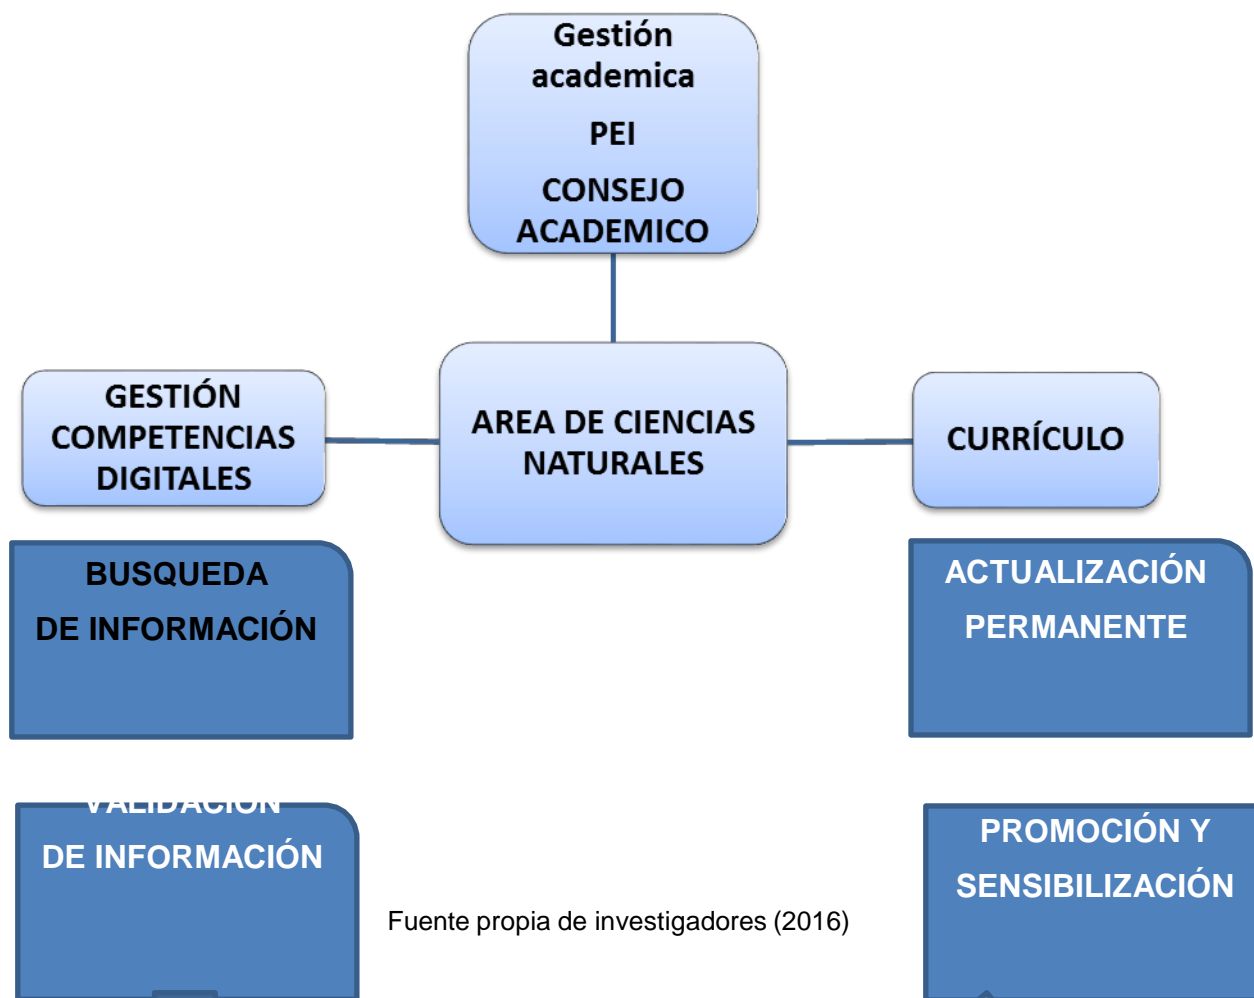 Gestión
academica
PEI
CONSEJO
ACADEMICO
GESTIÓN
COMPETENCIAS
DIGITALES
AREA DE CIENCIAS
NATURALES
CURRÍCULO
BUSQUEDA
DE INFORMACIÓN
ACTUALIZACIÓN
PERMANENTE
VALIDACIÓN
DE INFORMACIÓN
PROMOCIÓN Y
SENSIBILIZACIÓN
Fuente propia de investigadores (2016)